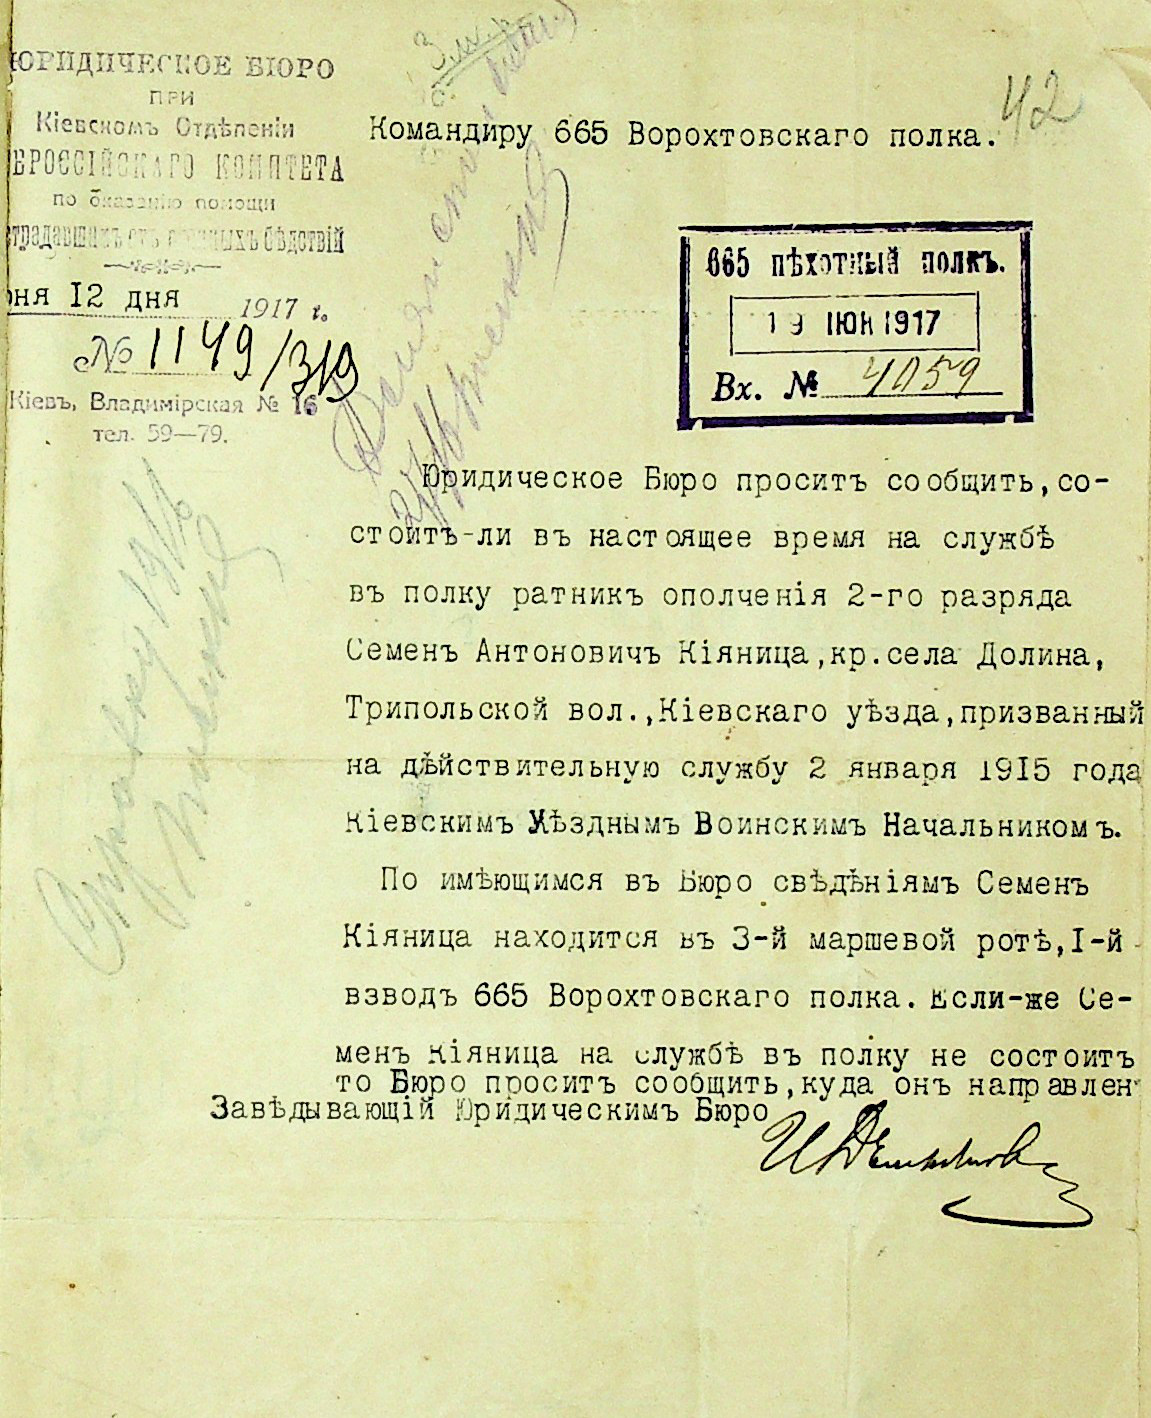 ЮРИДИЧЕСКОЕ БЮРО
ПРИ
Кіевскомъ Отдѣленіи
ЕРОССІЙСКАГО КОМИТЕТА
по оказанію помощи
традавшимъ отъ военныхъ бѣдствій
юня 12 дня 1917 г.
№ 1149/319
Кіевъ, Владимірская № 16
тел. 59—79.
42
Командиру 665 Ворохтовскаго полка.
665 ПѢХОТНЫЙ ПОЛКЪ.
19 ІЮН 1917
Вх. № 4059
Юридическое Бюро проситъ сообщить, со-
стоитъ-ли въ настоящее время на службѣ
въ полку ратникъ ополченія 2-го разряда
Семенъ Антоновичъ Кіяница, кр. села Долина,
Трипольской вол., Кіевскаго уѣзда, призванный
на дѣйствительную службу 2 января 1915 года
Кіевскимъ Уѣзднымъ Воинскимъ Начальникомъ.
По имѣющимся въ Бюро свѣдѣніямъ Семенъ
Кіяница находится въ 3-й маршевой ротѣ, I-й
взводъ 665 Ворохтовскаго полка. Если-же Се-
менъ Кіяница на службѣ въ полку не состоитъ
то Бюро проситъ сообщить, куда онъ направлен
Завѣдывающій Юридическимъ Бюро